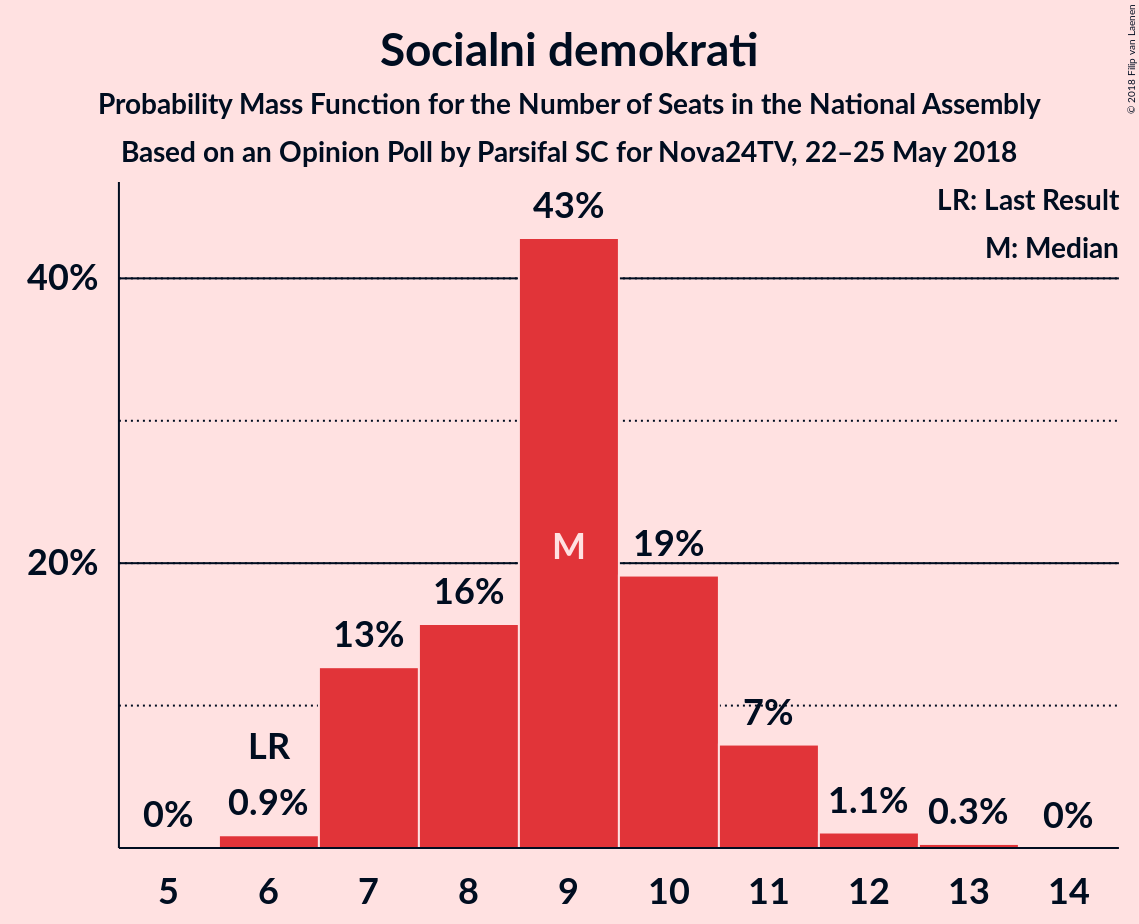 Socialni demokrati
Probability Mass Function for the Number of Seats in the National Assembly
Based on an Opinion Poll by Parsifal SC for Nova24TV, 22–25 May 2018
© 2018 Filip van Laenen
LR: Last Result
M: Median
43%
40%
M
19%
20%
16%
13%
7%
LR
0% 0.9% 1.1% 0.3% 0%
5 6 7 8 9 10 11 12 13 14